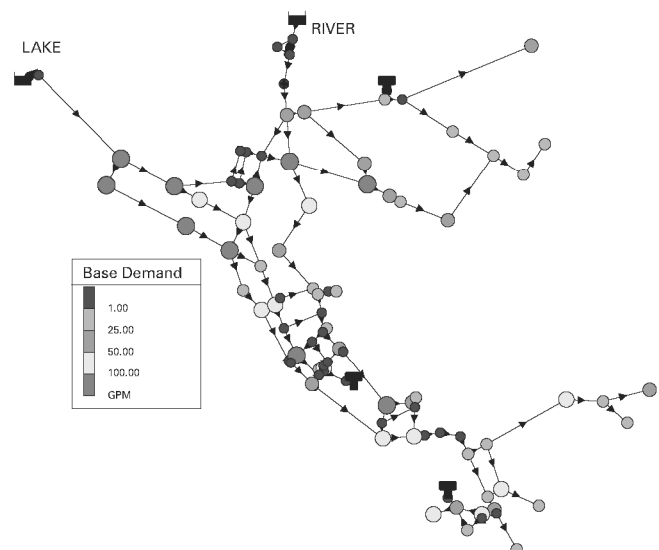 RIVER
LAKE
Base Demand
1.00
25.00
50.00
100.00
GPM